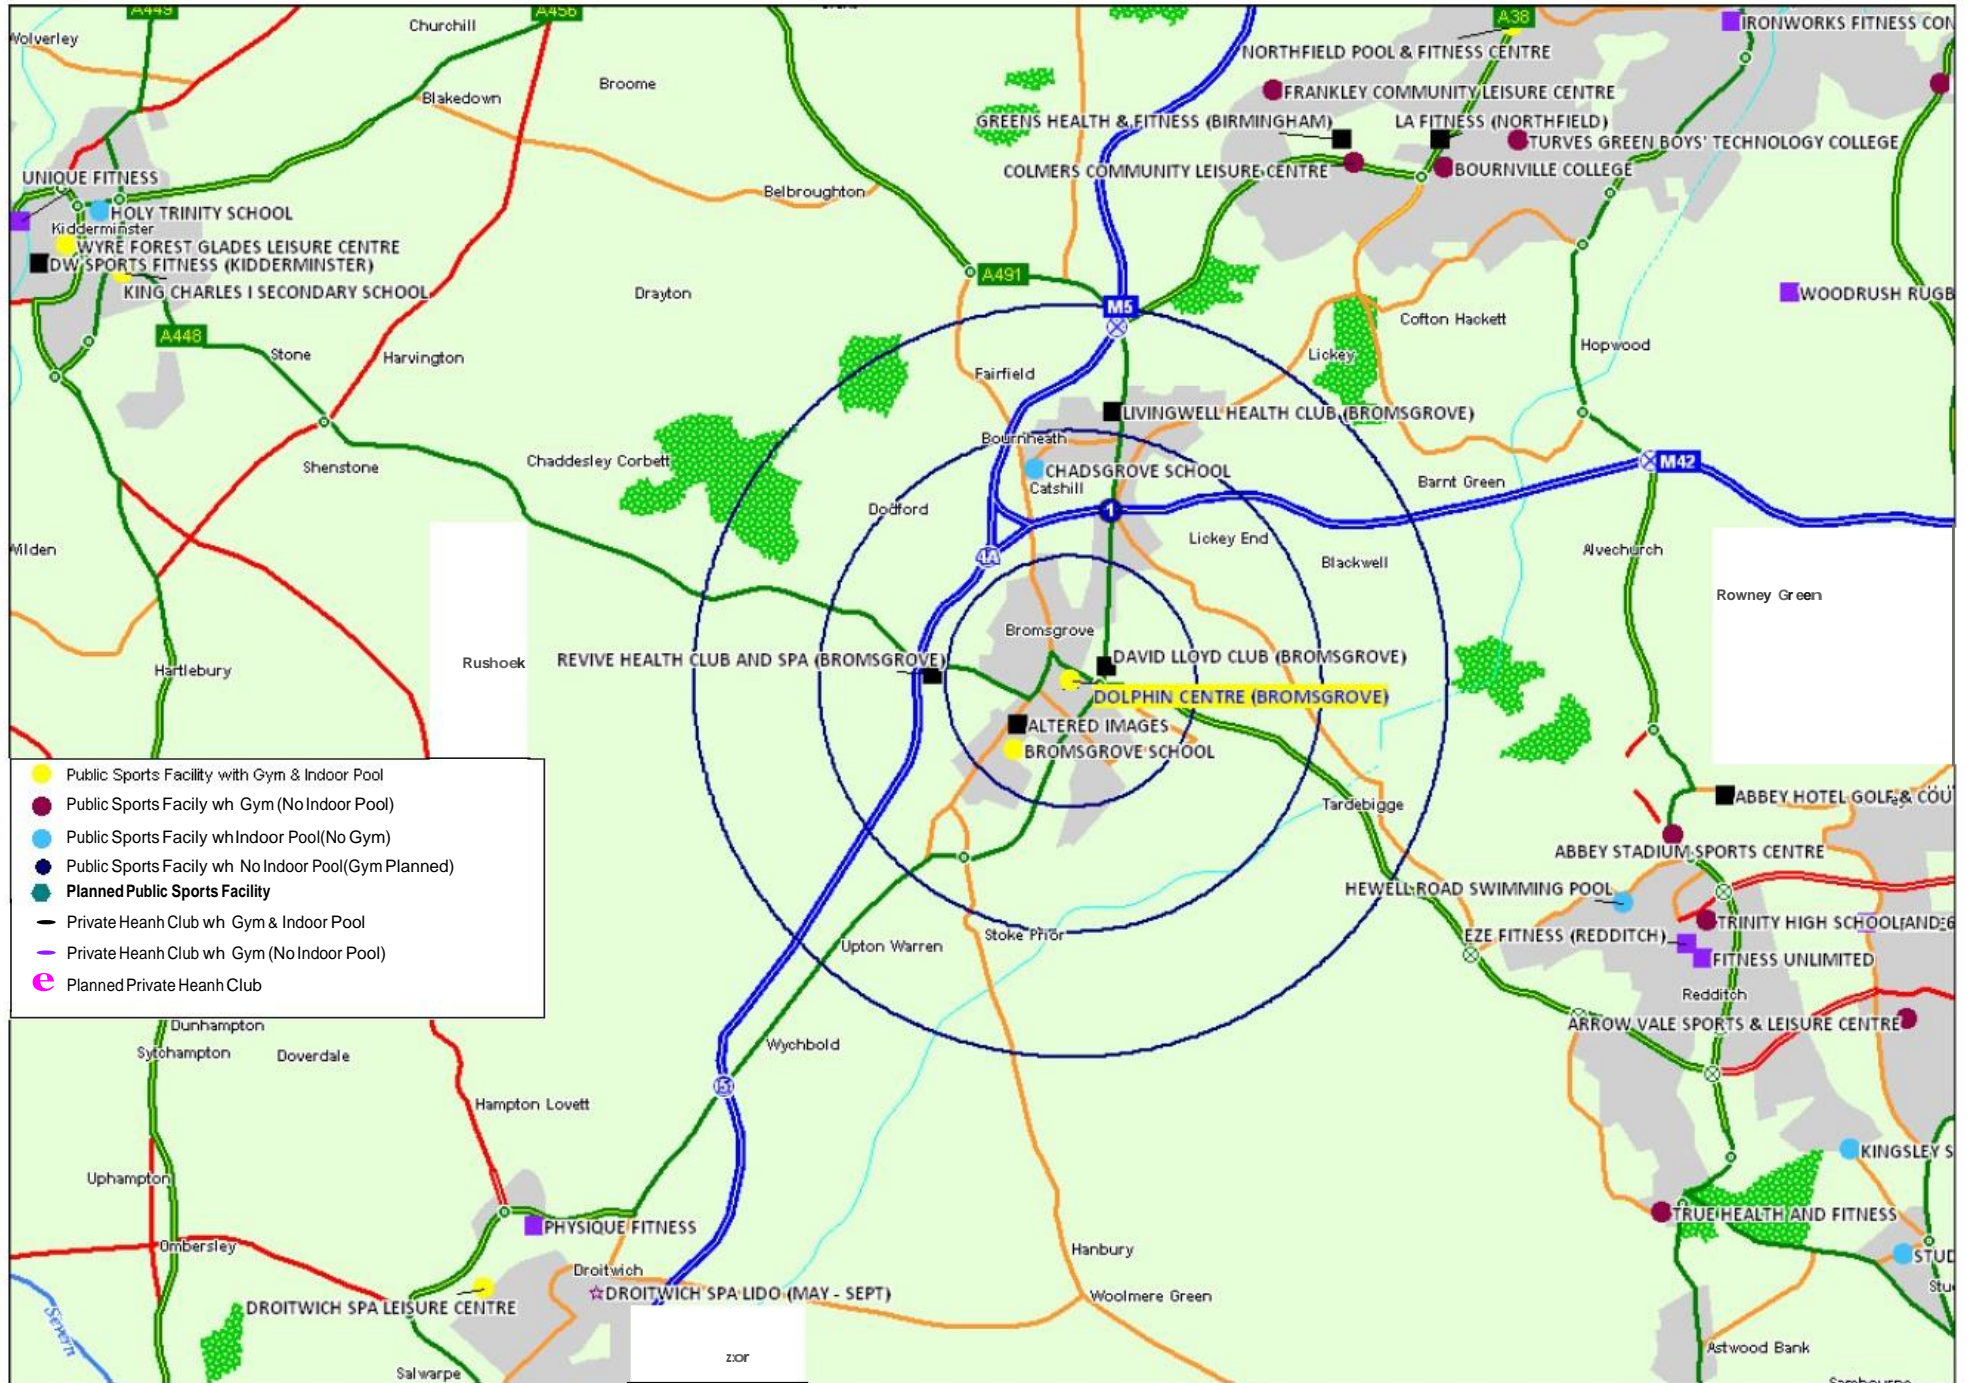 A449
A456
A38
IRONWORKS FITNESS CON
Wolverley
Churchill
NORTHFIELD POOL & FITNESS CENTRE
Broome
Blakedown
FRANKLEY COMMUNITY LEISURE CENTRE
GREENS HEALTH & FITNESS (BIRMINGHAM)
LA FITNESS (NORTHFIELD)
TURVES GREEN BOYS' TECHNOLOGY COLLEGE
COLMERS COMMUNITY LEISURE CENTRE
BOURNVILLE COLLEGE
UNIQUE FITNESS
Belbroughton
HOLY TRINITY SCHOOL
Kidderminster
WYRE FOREST GLADES LEISURE CENTRE
DW SPORTS FITNESS (KIDDERMINSTER)
A491
KING CHARLES I SECONDARY SCHOOL
Drayton
WOODRUSH RUGB
M5
Cofton Hackett
A448
Stone
Harvington
Lickey
Hopwood
Fairfield
LIVINGWELL HEALTH CLUB (BROMSGROVE)
Bournheath
Shenstone
Chaddesley Corbett
CHADSGROVE SCHOOL
M42
Catshill
Barnt Green
Dodford
1
Lickey End
Wilden
4A
Blackwell
Alvechurch
Rowney Green
Bromsgrove
Hartlebury
Rushoek
REVIVE HEALTH CLUB AND SPA (BROMSGROVE)
DAVID LLOYD CLUB (BROMSGROVE)
DOLPHIN CENTRE (BROMSGROVE)
ALTERED IMAGES
BROMSGROVE SCHOOL
Public Sports Facility with Gym & Indoor Pool
Public Sports Facily wh Gym (No Indoor Pool)
Public Sports Facily wh Indoor Pool(No Gym)
Public Sports Facily wh No Indoor Pool(Gym Planned)
Planned Public Sports Facility
Private Heanh Club wh Gym & Indoor Pool
Private Heanh Club wh Gym (No Indoor Pool)
e Planned Private Heanh Club
Tardebigge
ABBEY HOTEL GOLF & COU
ABBEY STADIUM SPORTS CENTRE
HEWELL ROAD SWIMMING POOL
TRINITY HIGH SCHOOL AND 6
EZE FITNESS (REDDITCH)
FITNESS UNLIMITED
Stoke Prior
Upton Warren
Redditch
ARROW VALE SPORTS & LEISURE CENTRE
Dunhampton
Sytchampton
Doverdale
Wychbold
5
Hampton Lovett
KINGSLEY S
Uphampton
PHYSIQUE FITNESS
TRUE HEALTH AND FITNESS
Ombersley
Hanbury
STUD
Droitwich
DROITWICH SPA LIDO (MAY - SEPT)
DROITWICH SPA LEISURE CENTRE
Woolmere Green
Stu
Severn
z:or
Astwood Bank
Salwarpe